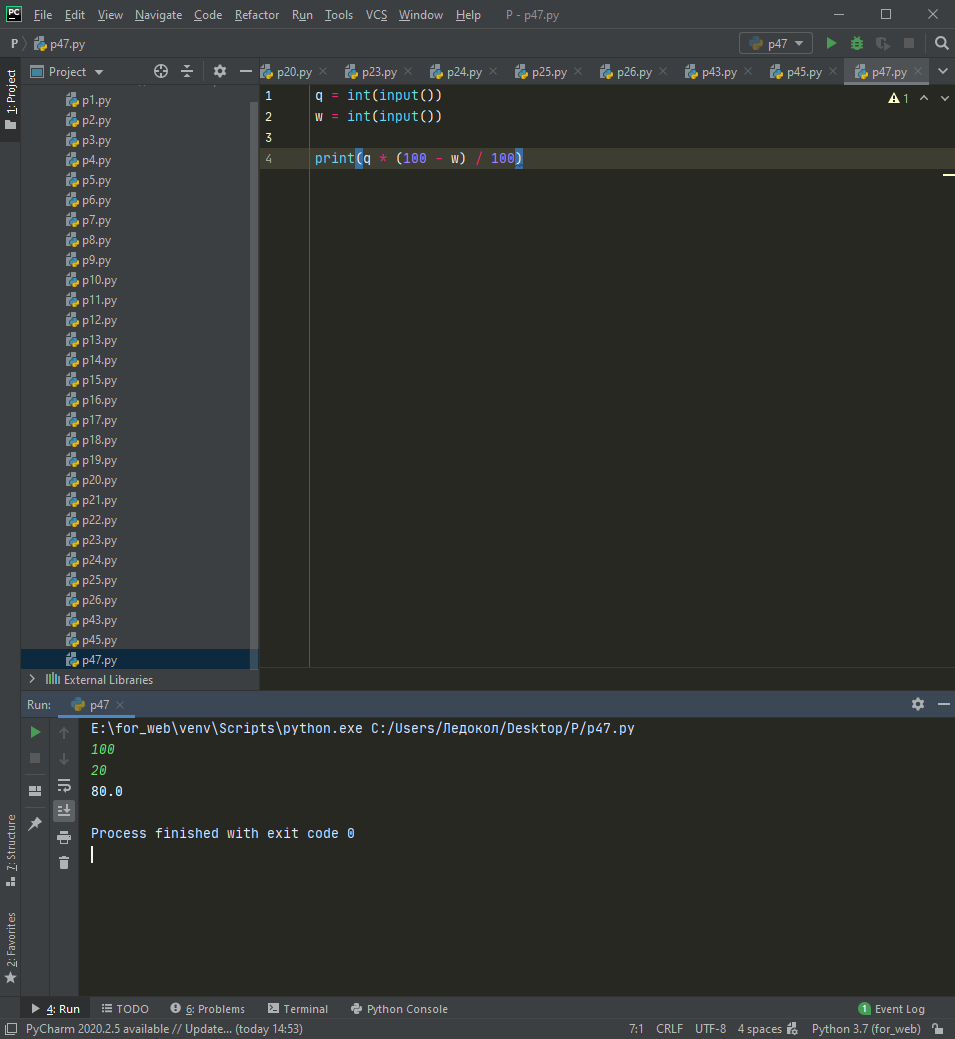 PC File Edit View Navigate Code Refactor Run Tools VCS Window Help P - p47.py
P p47.py p47
1: Project
Project p20.py p23.py p24.py p25.py p26.py p43.py p45.py p47.py
p1.py
p2.py
p3.py
p4.py
p5.py
p6.py
p7.py
p8.py
p9.py
p10.py
p11.py
p12.py
p13.py
p14.py
p15.py
p16.py
p17.py
p18.py
p19.py
p20.py
p21.py
p22.py
p23.py
p24.py
p25.py
p26.py
p43.py
p45.py
p47.py
External Libraries
1 q = int(input())
2 w = int(input())
3
4 print(q * (100 - w) / 100)
1
Run: p47
E:\for_web\venv\Scripts\python.exe C:/Users/Ледокол/Desktop/P/p47.py
100
20
80.0
Process finished with exit code 0
7: Structure
2: Favorites
4: Run TODO 6: Problems Terminal Python Console 1 Event Log
PyCharm 2020.2.5 available // Update... (today 14:53) 7:1 CRLF UTF-8 4 spaces Python 3.7 (for_web)